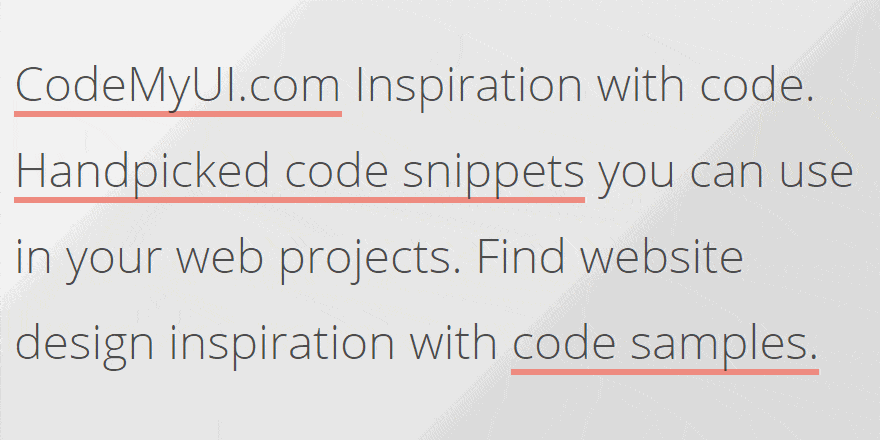 CodeMyUI.com Inspiration with code.
Handpicked code snippets you can use
in your web projects. Find website
design inspiration with code samples.